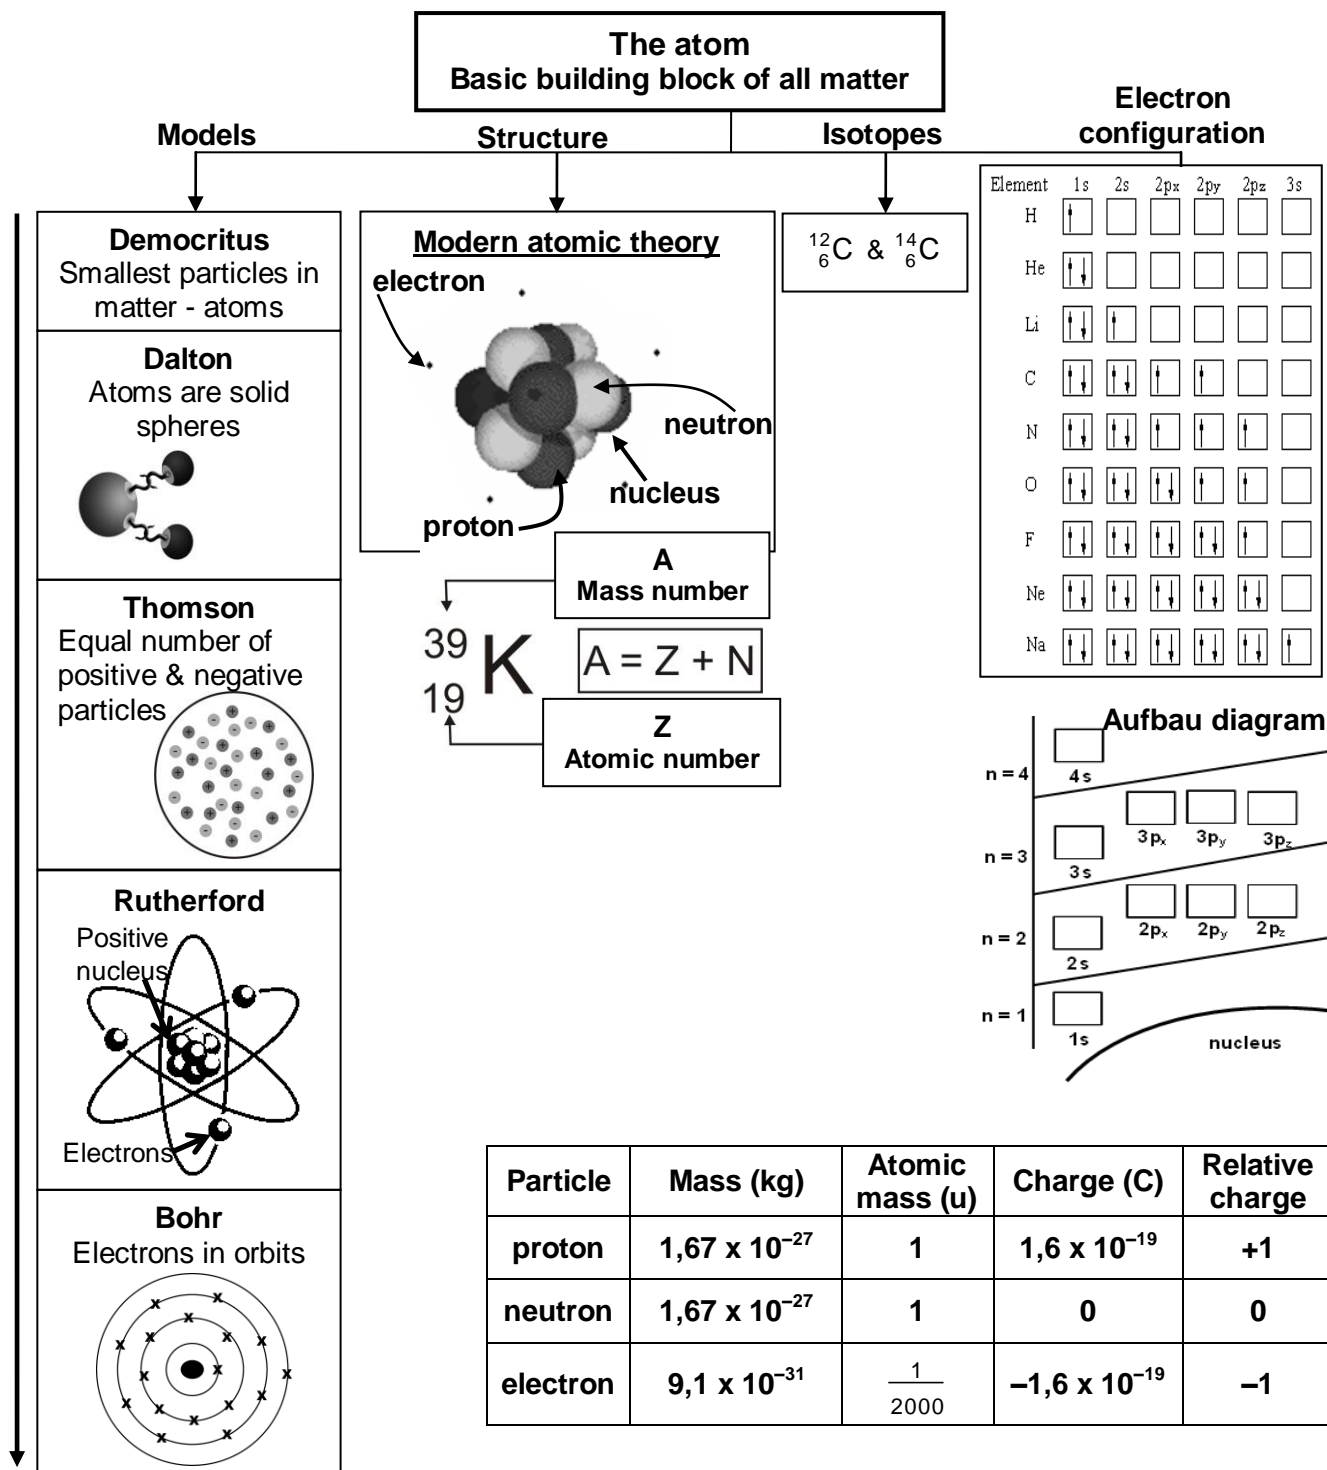 The atom
Basic building block of all matter
Models
Structure
Isotopes
Electron
configuration
Democritus
Smallest particles in
matter - atoms
Dalton
Atoms are solid
spheres
Thomson
Equal number of
positive & negative
particles
Rutherford
Positive
nucleus
Electrons
Bohr
Electrons in orbits
x x x x x x x x x x x x x x x
Modern atomic theory
electron
neutron
nucleus
proton
A
Mass number
39
19 K
A = Z + N
Z
Atomic number
¹²₆C & ¹⁴₆C
Element 1s 2s 2px 2py 2pz 3s
H
He
Li
C
N
O
F
Ne
Na
Aufbau diagram
n = 4 4s
3pₓ 3pᵧ 3p_z
n = 3 3s
2pₓ 2pᵧ 2p_z
n = 2 2s
n = 1 1s
nucleus
Particle Mass (kg) Atomic mass (u) Charge (C) Relative charge
proton 1,67 x 10⁻²⁷ 1 1,6 x 10⁻¹⁹ +1
neutron 1,67 x 10⁻²⁷ 1 0 0
electron 9,1 x 10⁻³¹ 1/2000 –1,6 x 10⁻¹⁹ –1